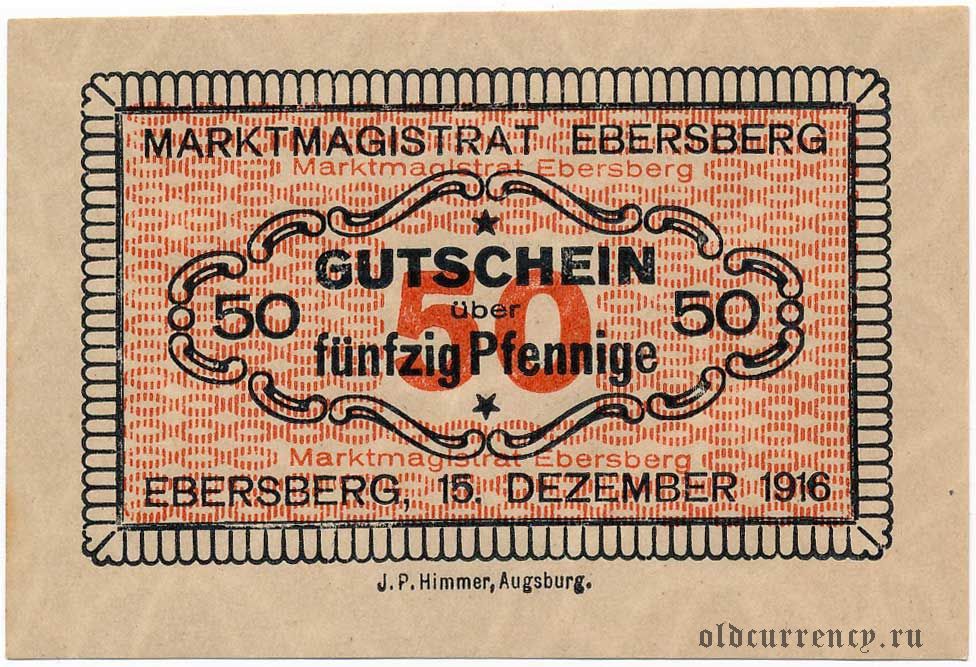 MARKTMAGISTRAT EBERSBERG
Marktmagistrat Ebersberg
GUTSCHEIN
50
über
50
50
fünfzig Pfennige
Marktmagistrat Ebersberg
EBERSBERG, 15. DEZEMBER 1916
J. P. Himmer, Augsburg.
oldcurrency.ru